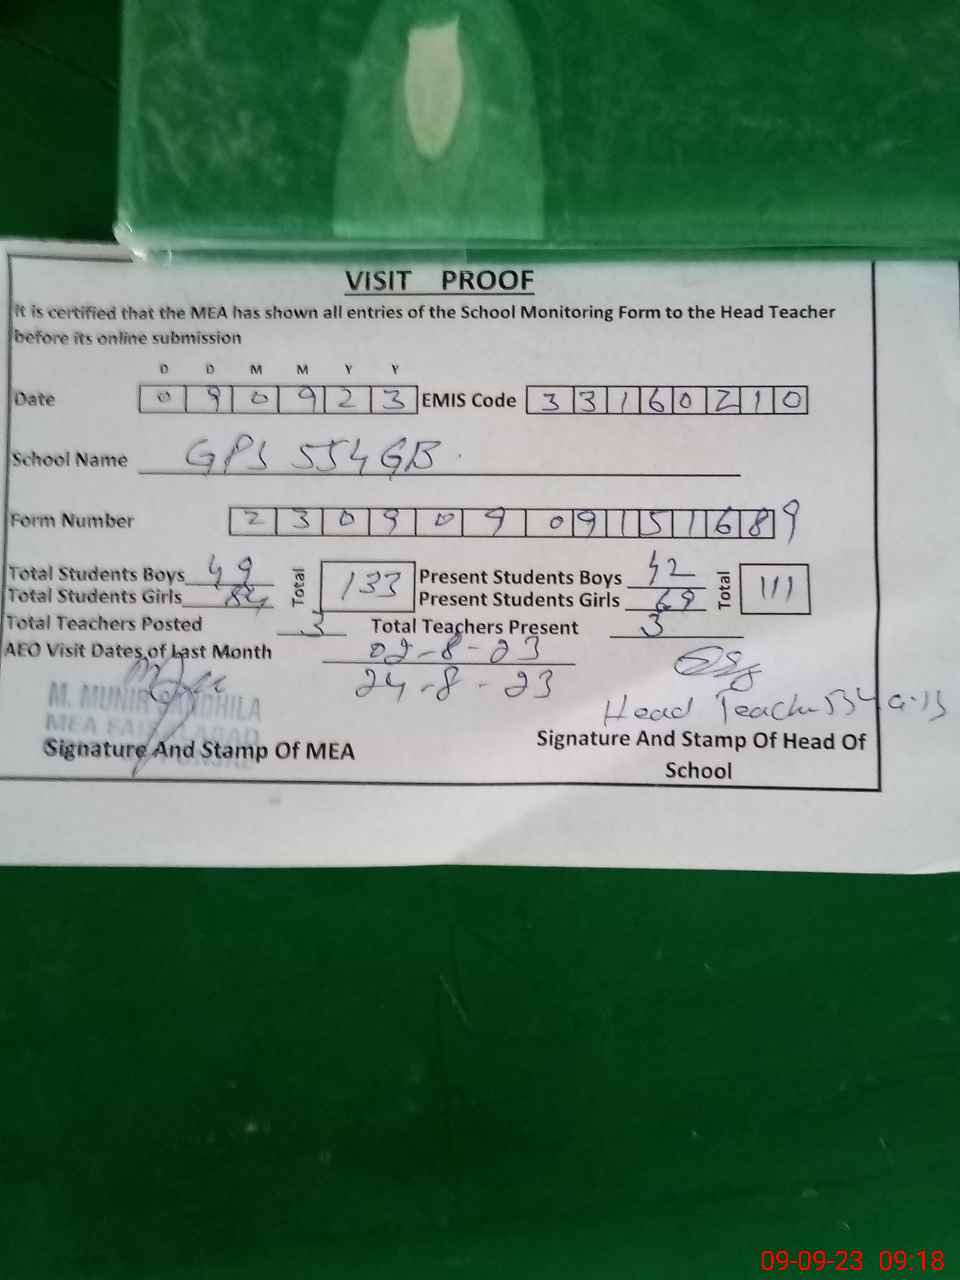 VISIT PROOF
It is certified that the MEA has shown all entries of the School Monitoring Form to the Head Teacher
before its online submission
D D M M Y Y
Date 0 9 0 9 2 3 EMIS Code 3 3 1 6 0 2 1 0
School Name GPS 554 GB
Form Number 2 3 0 9 0 9 0 9 1 5 1 6 8 9
Total Students Boys 49 Total 133 Present Students Boys 42 Total 111
Total Students Girls 84 Present Students Girls 69
Total Teachers Posted 3 Total Teachers Present 3
AEO Visit Dates of Last Month 02-8-23
24-8-23
M. MUNIR
MEA
Head Teacher
Signature And Stamp Of MEA
Signature And Stamp Of Head Of
School
09-09-23 09:18